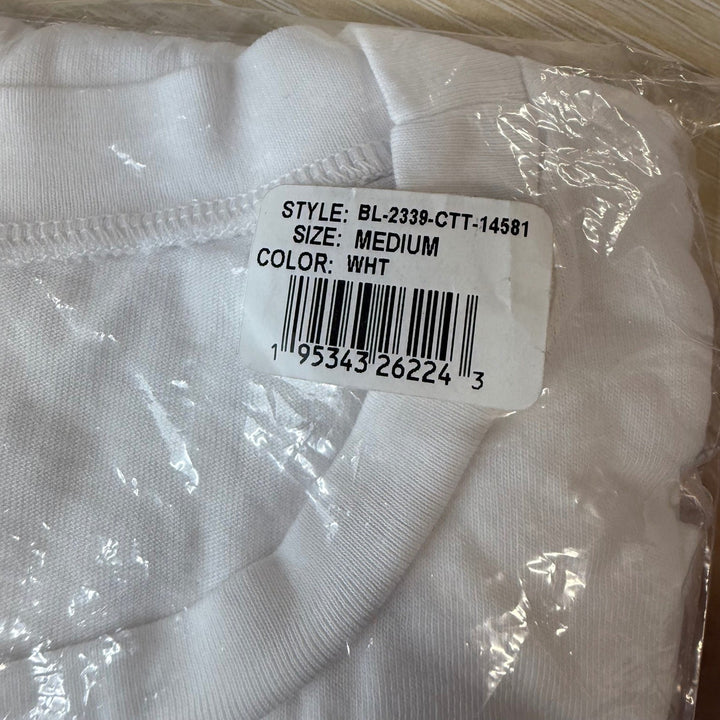 STYLE: BL-2339-CTT-14581
SIZE: MEDIUM
COLOR: WHT
1 95343 26224 3